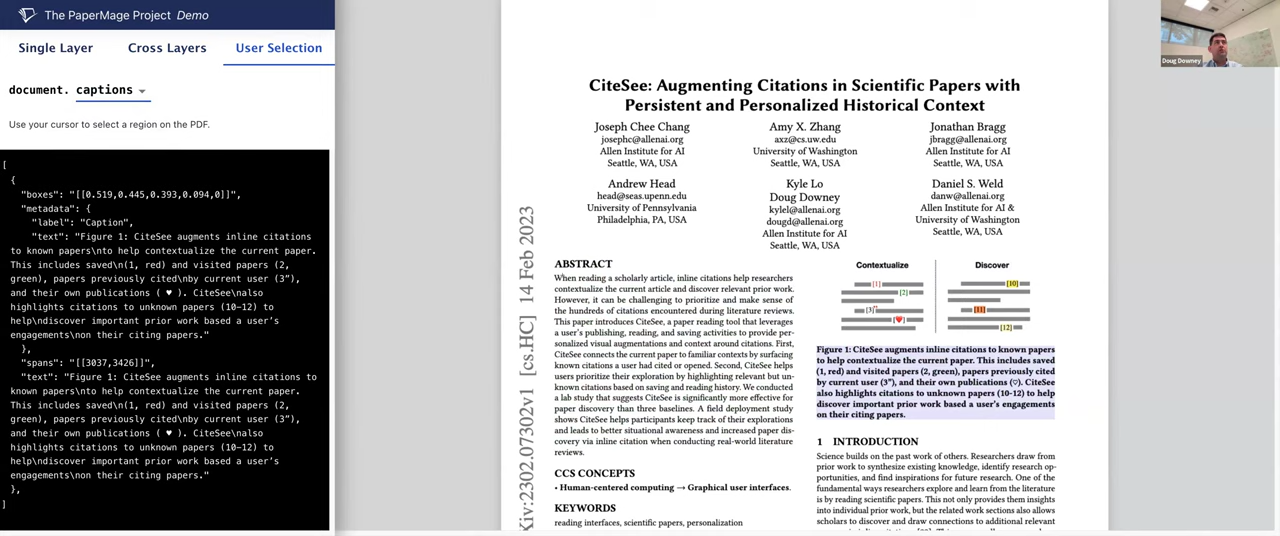 The PaperMage Project Demo
Single Layer Cross Layers User Selection
document. captions
Use your cursor to select a region on the PDF.
[
{
"boxes": "[[0.519,0.445,0.393,0.094,0]]",
"metadata": {
"label": "Caption",
"text": "Figure 1: CiteSee augments inline citations
to known papers\nto help contextualize the current paper.
This includes saved\n(1, red) and visited papers (2,
green), papers previously cited\nby current user (3”),
and their own publications ( ♥ ). CiteSee\nalso
highlights citations to unknown papers (10-12) to
help\ndiscover important prior work based a user’s
engagements\non their citing papers."
},
"spans": "[[3037,3426]]",
"text": "Figure 1: CiteSee augments inline citations to
known papers\nto help contextualize the current paper.
This includes saved\n(1, red) and visited papers (2,
green), papers previously cited\nby current user (3”),
and their own publications ( ♥ ). CiteSee\nalso
highlights citations to unknown papers (10-12) to
help\ndiscover important prior work based a user’s
engagements\non their citing papers."
},
]
CiteSee: Augmenting Citations in Scientific Papers with
Persistent and Personalized Historical Context
Joseph Chee Chang
josephc@allenai.org
Allen Institute for AI
Seattle, WA, USA
Amy X. Zhang
axz@cs.uw.edu
University of Washington
Seattle, WA, USA
Jonathan Bragg
jbragg@allenai.org
Allen Institute for AI
Seattle, WA, USA
Andrew Head
head@seas.upenn.edu
University of Pennsylvania
Philadelphia, PA, USA
Kyle Lo
Doug Downey
kylel@allenai.org
dougd@allenai.org
Allen Institute for AI
Seattle, WA, USA
Daniel S. Weld
danw@allenai.org
Allen Institute for AI &
University of Washington
Seattle, WA, USA
Xiv:2302.07302v1 [cs.HC] 14 Feb 2023
ABSTRACT
When reading a scholarly article, inline citations help researchers
contextualize the current article and discover relevant prior work.
However, it can be challenging to prioritize and make sense of
the hundreds of citations encountered during literature reviews.
This paper introduces CiteSee, a paper reading tool that leverages
a user’s publishing, reading, and saving activities to provide per-
sonalized visual augmentations and context around citations. First,
CiteSee connects the current paper to familiar contexts by surfacing
known citations a user had cited or opened. Second, CiteSee helps
users prioritize their exploration by highlighting relevant but un-
known citations based on saving and reading history. We conducted
a lab study that suggests CiteSee is significantly more effective for
paper discovery than three baselines. A field deployment study
shows CiteSee helps participants keep track of their explorations
and leads to better situational awareness and increased paper dis-
covery via inline citation when conducting real-world literature
reviews.
CCS CONCEPTS
• Human-centered computing → Graphical user interfaces.
KEYWORDS
reading interfaces, scientific papers, personalization
Contextualize Discover
[1]
[2]
[3]”
[♥]
[10]
[11]
[12]
Figure 1: CiteSee augments inline citations to known papers
to help contextualize the current paper. This includes saved
(1, red) and visited papers (2, green), papers previously cited
by current user (3”), and their own publications (♡). CiteSee
also highlights citations to unknown papers (10-12) to help
discover important prior work based a user’s engagements
on their citing papers.
1 INTRODUCTION
Science builds on the past work of others. Researchers draw from
prior work to synthesize existing knowledge, identify research op-
portunities, and find inspirations for future research. One of the
fundamental ways researchers explore and learn from the literature
is by reading scientific papers. This not only provides them insights
into individual prior work, but the related work sections also allows
scholars to discover and draw connections to additional relevant
Doug Downey